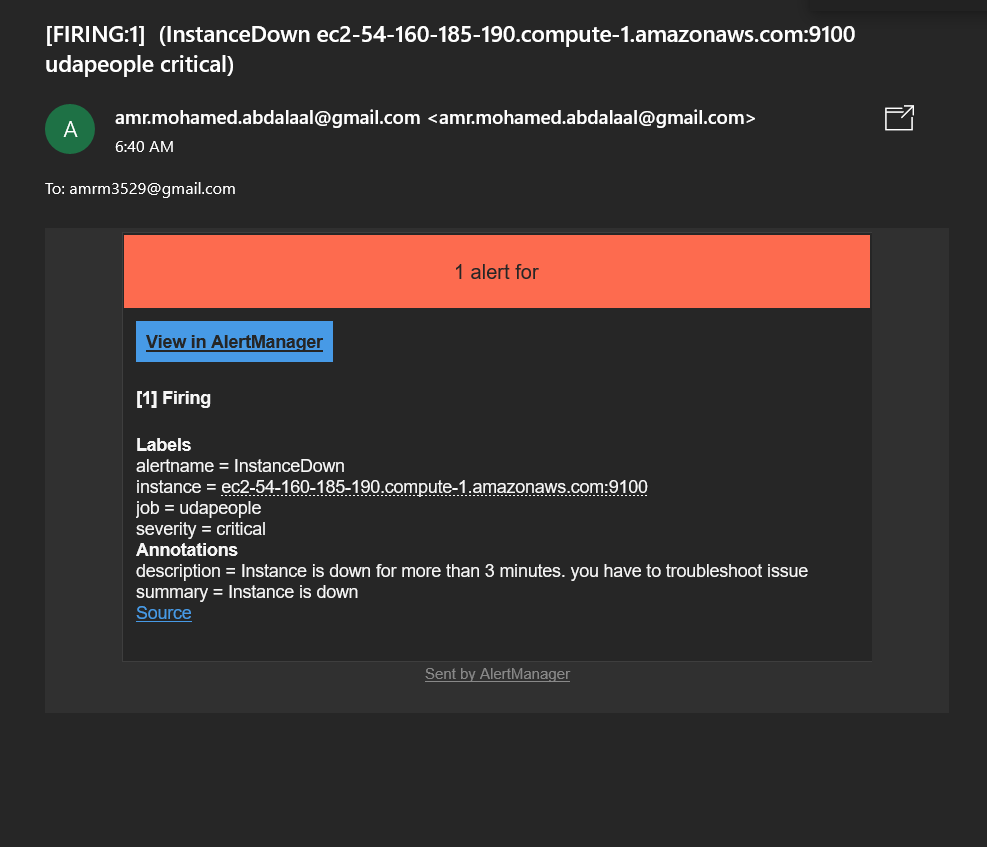 [FIRING:1]  (InstanceDown ec2-54-160-185-190.compute-1.amazonaws.com:9100
udapeople critical)
A
amr.mohamed.abdalaal@gmail.com <amr.mohamed.abdalaal@gmail.com>
6:40 AM
To: amrm3529@gmail.com
1 alert for
View in AlertManager
[1] Firing
Labels
alertname = InstanceDown
instance = ec2-54-160-185-190.compute-1.amazonaws.com:9100
job = udapeople
severity = critical
Annotations
description = Instance is down for more than 3 minutes. you have to troubleshoot issue
summary = Instance is down
Source
Sent by AlertManager